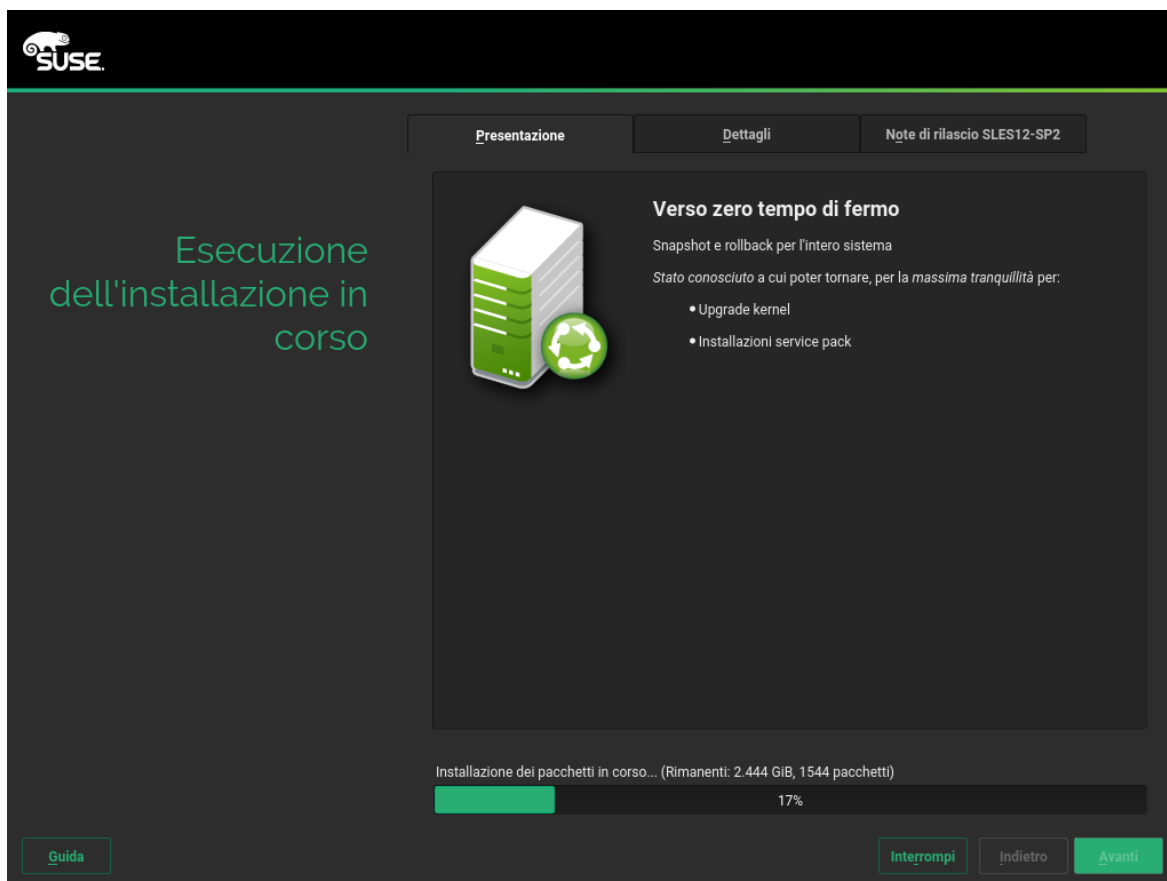 SUSE.
Presentazione
Dettagli
Note di rilascio SLES12-SP2
Esecuzione
dell'installazione in
corso
Verso zero tempo di fermo
Snapshot e rollback per l'intero sistema
Stato conosciuto a cui poter tornare, per la massima tranquillità per:
• Upgrade kernel
• Installazioni service pack
Installazione dei pacchetti in corso... (Rimanenti: 2.444 GiB, 1544 pacchetti)
17%
Guida
Interrompi
Indietro
Avanti